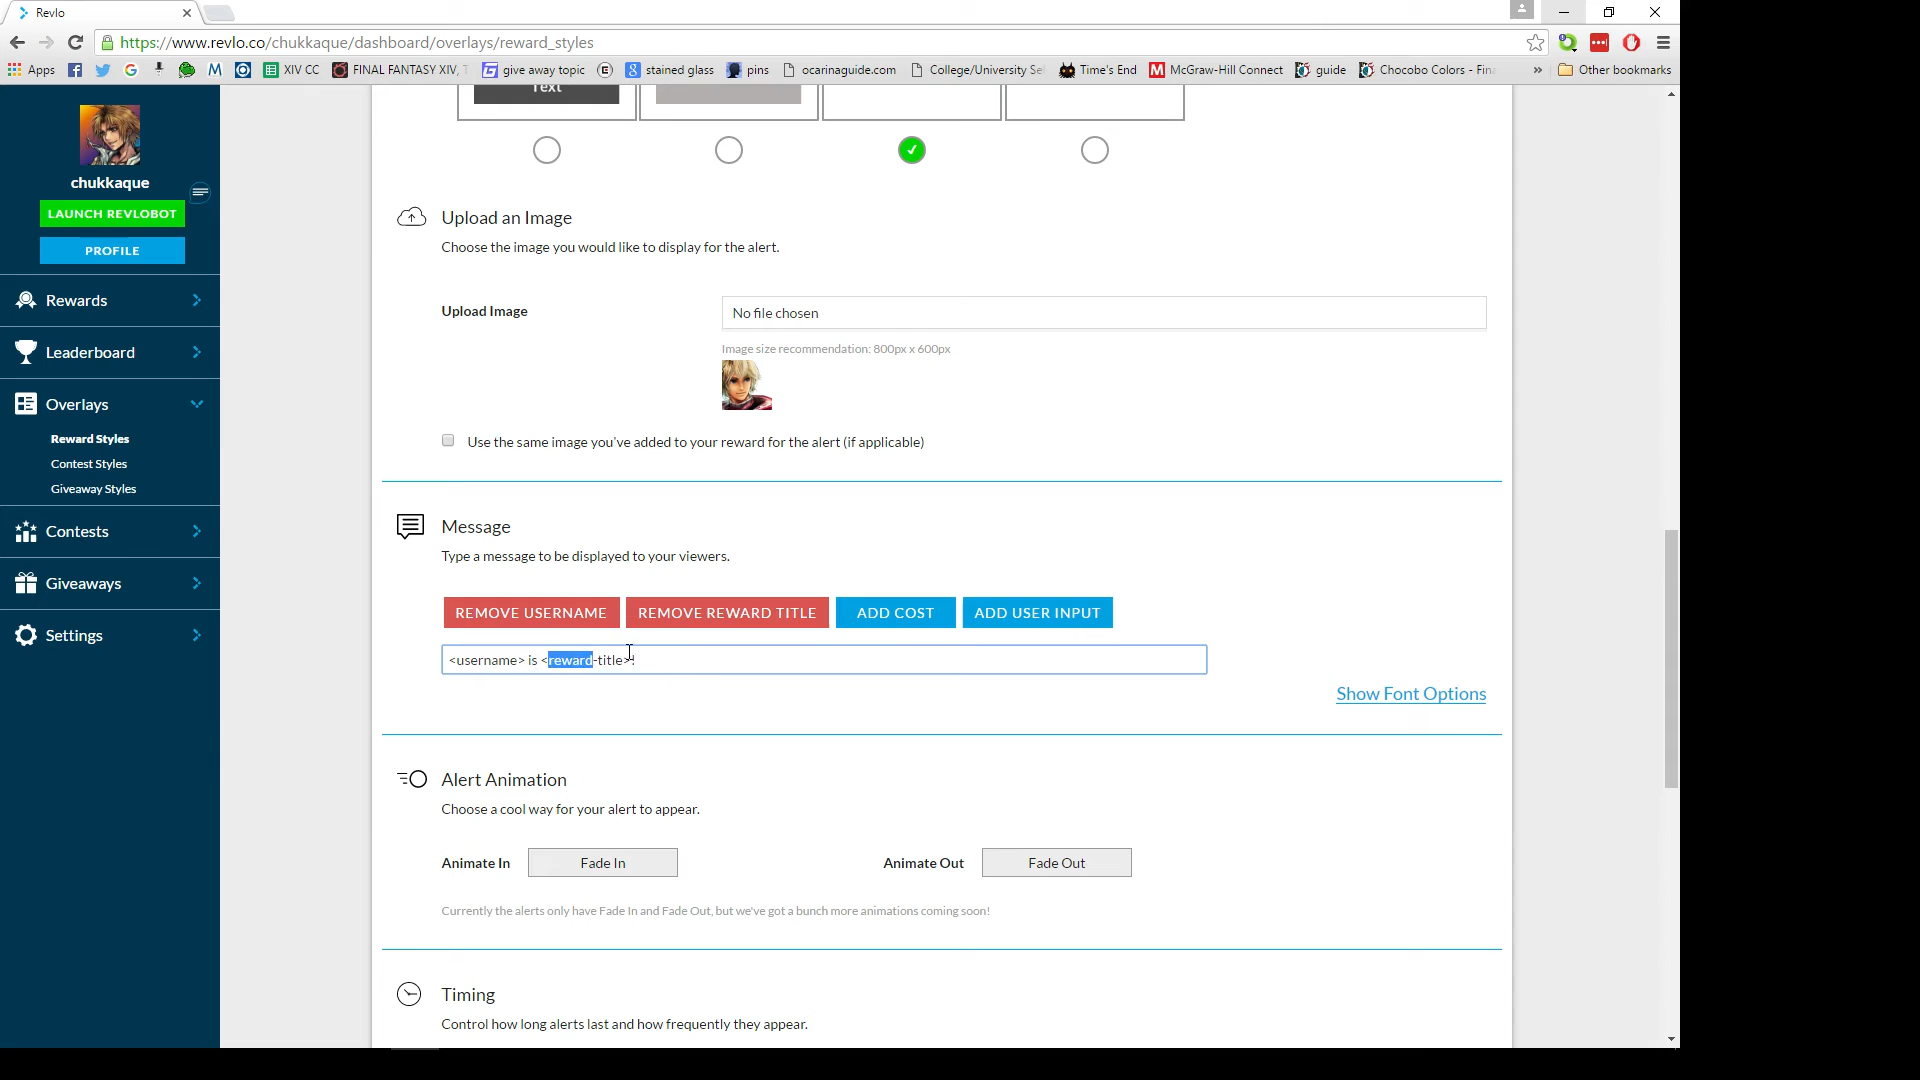 Revlo
https://www.revlo.co/chukkaque/dashboard/overlays/reward_styles
Apps
XIV CC
FINAL FANTASY XIV,
give away topic
stained glass
pins
ocarinaguide.com
College/University Se
Time's End
McGraw-Hill Connect
guide
Chocobo Colors - Fin
Other bookmarks
chukkaque
LAUNCH REVLOBOT
PROFILE
Rewards
Leaderboard
Overlays
Reward Styles
Contest Styles
Giveaway Styles
Contests
Giveaways
Settings
Text
Upload an Image
Choose the image you would like to display for the alert.
Upload Image
No file chosen
Image size recommendation: 800px x 600px
Use the same image you've added to your reward for the alert (if applicable)
Message
Type a message to be displayed to your viewers.
REMOVE USERNAME REMOVE REWARD TITLE ADD COST ADD USER INPUT
<username> is <reward-title>!
Show Font Options
Alert Animation
Choose a cool way for your alert to appear.
Animate In Fade In Animate Out Fade Out
Currently the alerts only have Fade In and Fade Out, but we've got a bunch more animations coming soon!
Timing
Control how long alerts last and how frequently they appear.